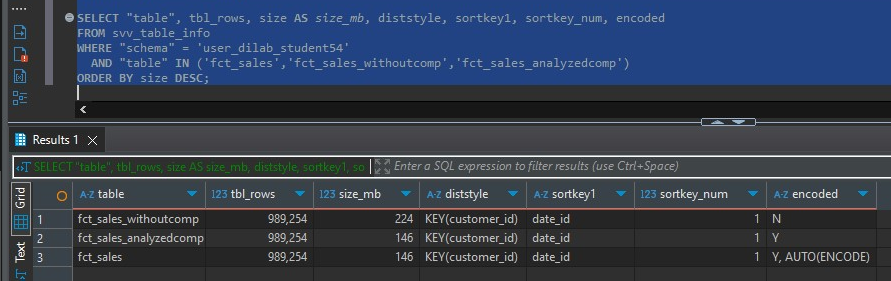 SELECT "table", tbl_rows, size AS size_mb, diststyle, sortkey1, sortkey_num, encoded
FROM svv_table_info
WHERE "schema" = 'user_dilab_student54'
AND "table" IN ('fct_sales','fct_sales_withoutcomp','fct_sales_analyzedcomp')
ORDER BY size DESC;
Results 1
SELECT "table", tbl_rows, size AS size_mb, diststyle, sortkey1, so
Enter a SQL expression to filter results (use Ctrl+Space)
Grid
Text
A-Z table 123 tbl_rows 123 size_mb A-Z diststyle A-Z sortkey1 123 sortkey_num A-Z encoded
1 fct_sales_withoutcomp 989,254 224 KEY(customer_id) date_id 1 N
2 fct_sales_analyzedcomp 989,254 146 KEY(customer_id) date_id 1 Y
3 fct_sales 989,254 146 KEY(customer_id) date_id 1 Y, AUTO(ENCODE)